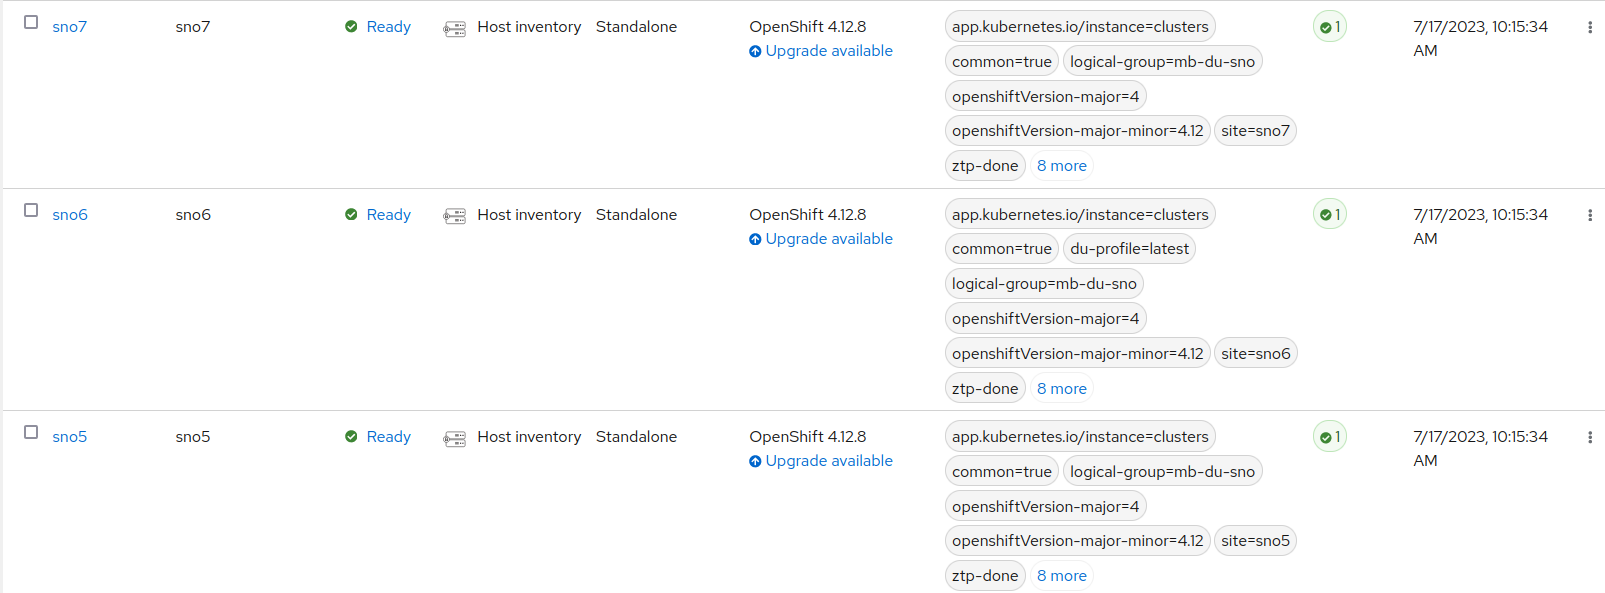 sno7 sno7 Ready Host inventory Standalone OpenShift 4.12.8 app.kubernetes.io/instance=clusters 1 7/17/2023, 10:15:34
Upgrade available common=true logical-group=mb-du-sno AM
openshiftVersion-major=4
openshiftVersion-major-minor=4.12 site=sno7
ztp-done 8 more
sno6 sno6 Ready Host inventory Standalone OpenShift 4.12.8 app.kubernetes.io/instance=clusters 1 7/17/2023, 10:15:34
Upgrade available common=true du-profile=latest AM
logical-group=mb-du-sno
openshiftVersion-major=4
openshiftVersion-major-minor=4.12 site=sno6
ztp-done 8 more
sno5 sno5 Ready Host inventory Standalone OpenShift 4.12.8 app.kubernetes.io/instance=clusters 1 7/17/2023, 10:15:34
Upgrade available common=true logical-group=mb-du-sno AM
openshiftVersion-major=4
openshiftVersion-major-minor=4.12 site=sno5
ztp-done 8 more